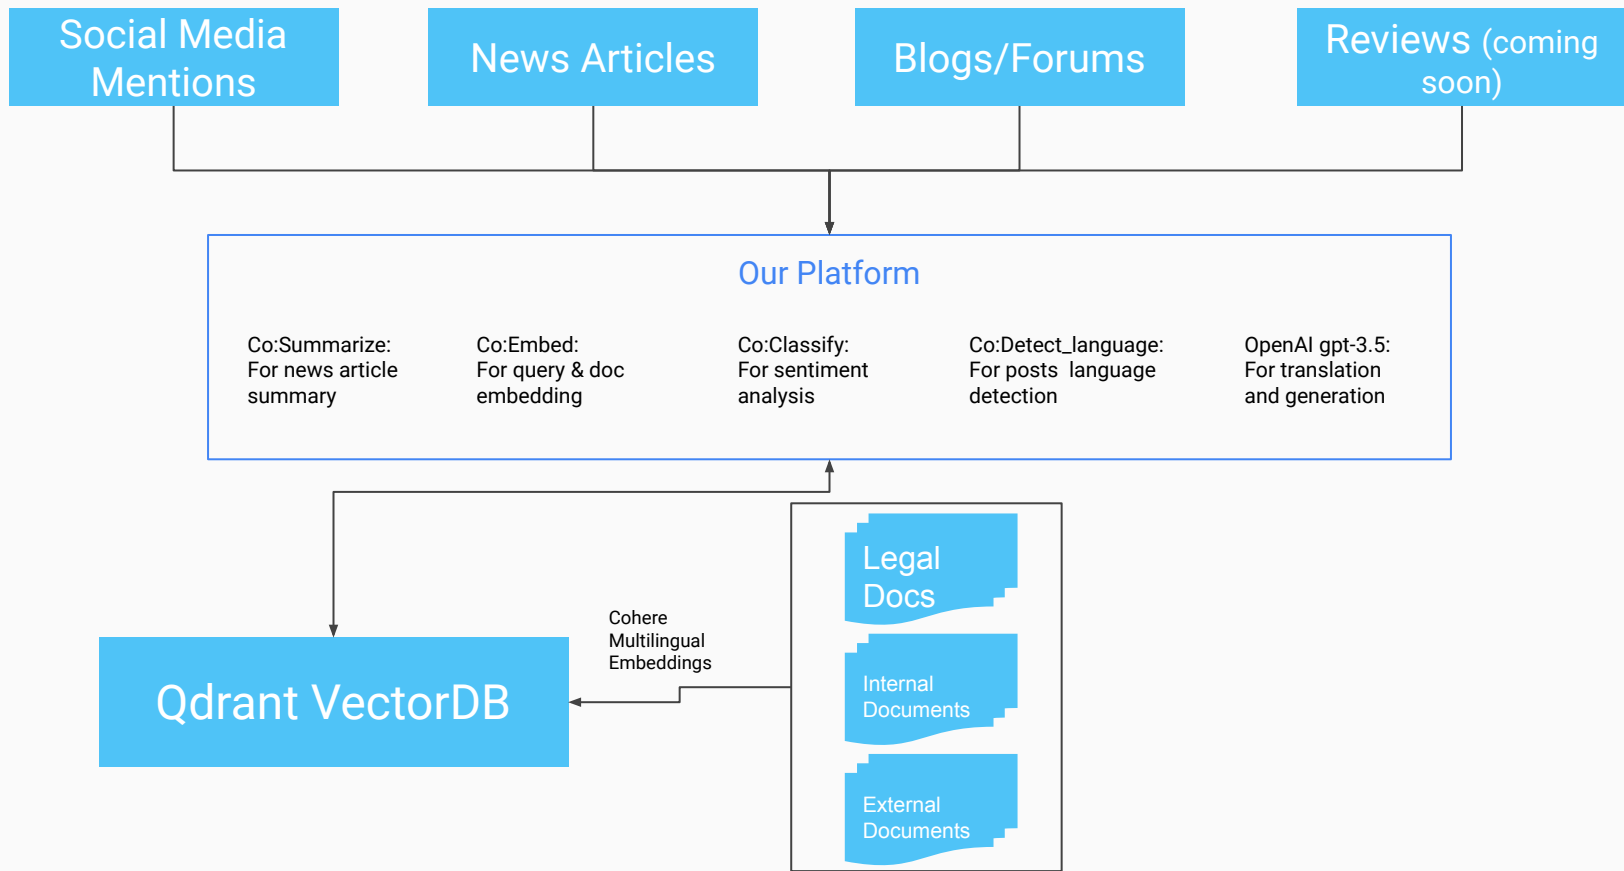 Social Media
Mentions
News Articles
Blogs/Forums
Reviews (coming
soon)
Our Platform
Co:Summarize:
For news article
summary
Co:Embed:
For query & doc
embedding
Co:Classify:
For sentiment
analysis
Co:Detect_language:
For posts  language
detection
OpenAI gpt-3.5:
For translation
and generation
Legal
Docs
Cohere
Multilingual
Embeddings
Qdrant VectorDB
Internal
Documents
External
Documents